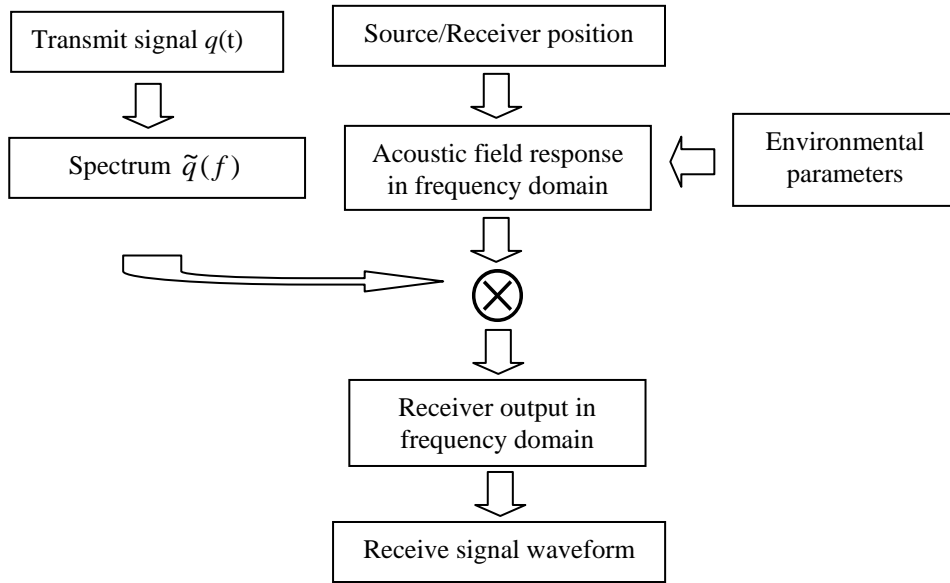 Transmit signal q(t)
Source/Receiver position
Spectrum q̃(f)
Acoustic field response
in frequency domain
Environmental
parameters
Receiver output in
frequency domain
Receive signal waveform